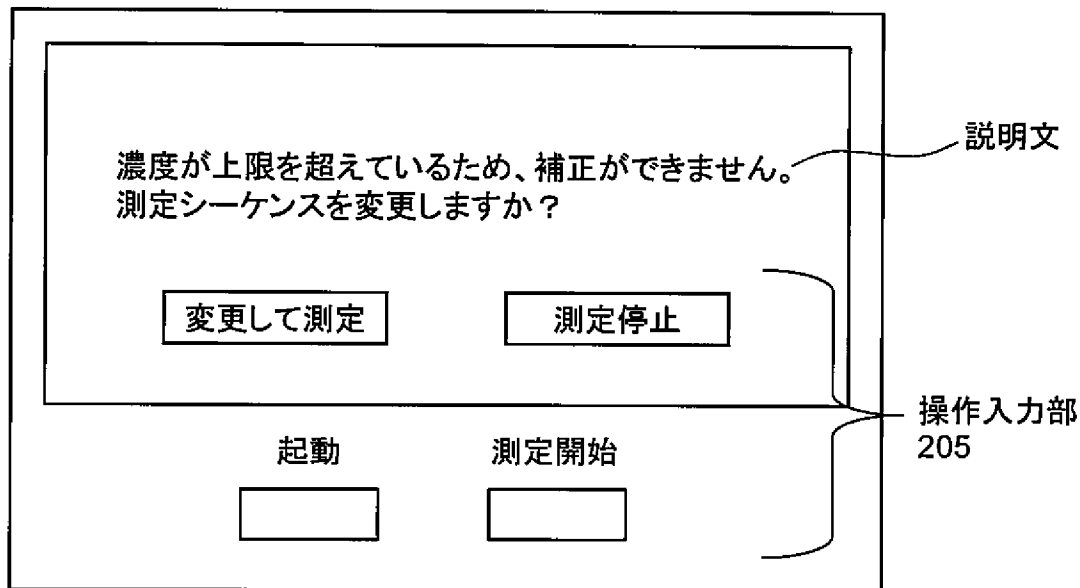 濃度が上限を超えているため、補正ができません。
測定シーケンスを変更しますか？
説明文
変更して測定
測定停止
操作入力部
205
起動
測定開始